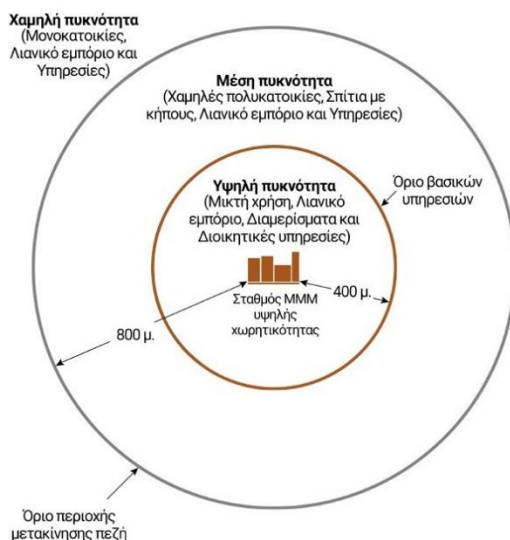 Χαμηλή πυκνότητα
(Μονοκατοικίες,
Λιανικό εμπόριο και
Υπηρεσίες)
Μέση πυκνότητα
(Χαμηλές πολυκατοικίες, Σπίτια με
κήπους, Λιανικό εμπόριο και Υπηρεσίες)
Υψηλή πυκνότητα
(Μικτή χρήση, Λιανικό
εμπόριο, Διαμερίσματα και
Διοικητικές υπηρεσίες)
Όριο βασικών
υπηρεσιών
Σταθμός ΜΜΜ
υψηλής
χωρητικότητας
400 μ.
800 μ.
Όριο περιοχής
μετακίνησης πεζή